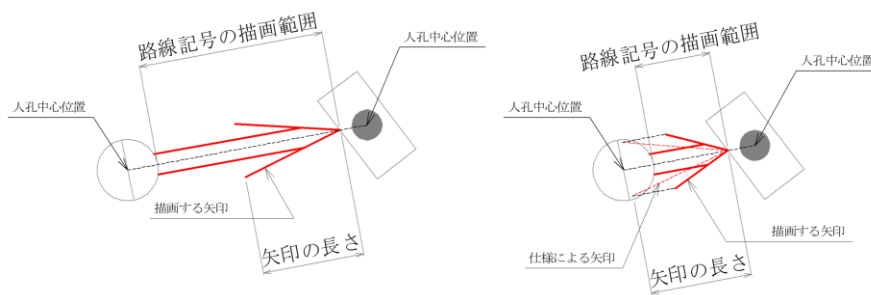 路線記号の描画範囲
人孔中心位置
人孔中心位置
描画する矢印
矢印の長さ
路線記号の描画範囲
人孔中心位置
人孔中心位置
描画する矢印
仕様による矢印
矢印の長さ